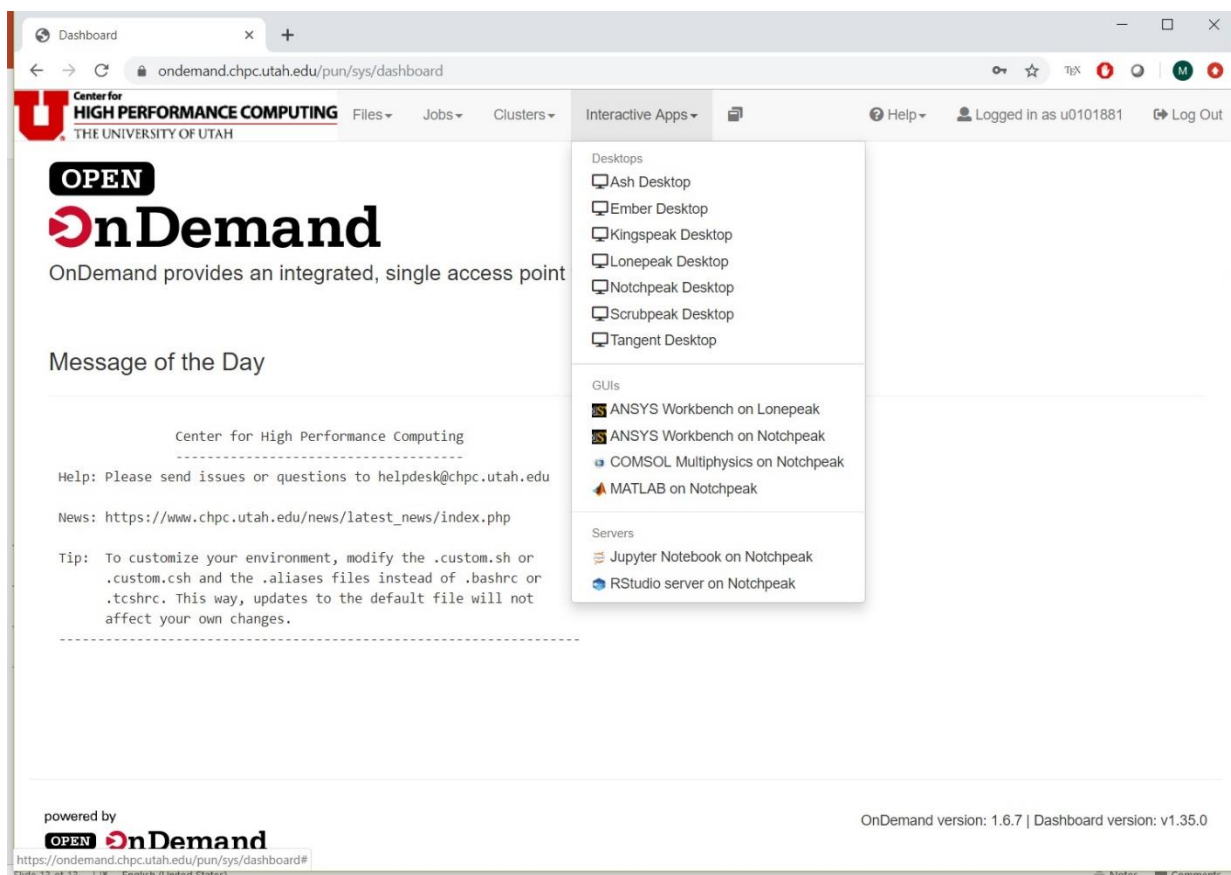 Dashboard
ondemand.chpc.utah.edu/pun/sys/dashboard
TEX
M
U
Center for
HIGH PERFORMANCE COMPUTING
THE UNIVERSITY OF UTAH
Files
Jobs
Clusters
Interactive Apps
Help
Logged in as u0101881
Log Out
OPEN
OnDemand
OnDemand provides an integrated, single access point
Desktops
Ash Desktop
Ember Desktop
Kingspeak Desktop
Lonepeak Desktop
Notchpeak Desktop
Scrubpeak Desktop
Tangent Desktop
GUIs
ANSYS Workbench on Lonepeak
ANSYS Workbench on Notchpeak
COMSOL Multiphysics on Notchpeak
MATLAB on Notchpeak
Servers
Jupyter Notebook on Notchpeak
RStudio server on Notchpeak
Message of the Day
Center for High Performance Computing
------------------------------------
Help: Please send issues or questions to helpdesk@chpc.utah.edu
News: https://www.chpc.utah.edu/news/latest_news/index.php
Tip: To customize your environment, modify the .custom.sh or
.custom.csh and the .aliases files instead of .bashrc or
.tcshrc. This way, updates to the default file will not
affect your own changes.
-------------------------------------------------------------------
powered by
OPEN OnDemand
OnDemand version: 1.6.7 | Dashboard version: v1.35.0
https://ondemand.chpc.utah.edu/pun/sys/dashboard#